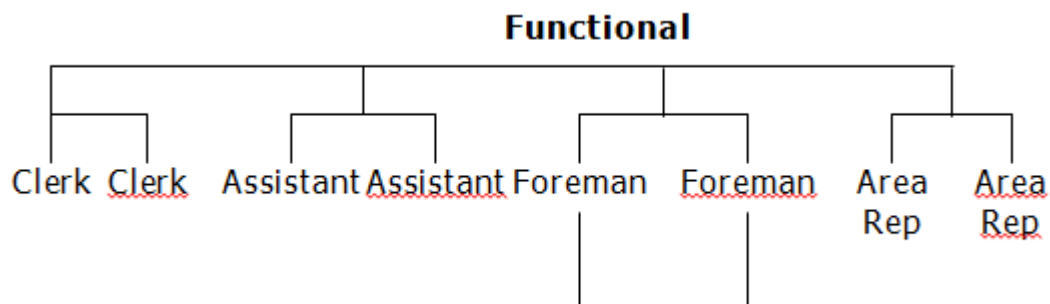 Functional
Clerk Clerk Assistant Assistant Foreman Foreman Area Rep Area Rep